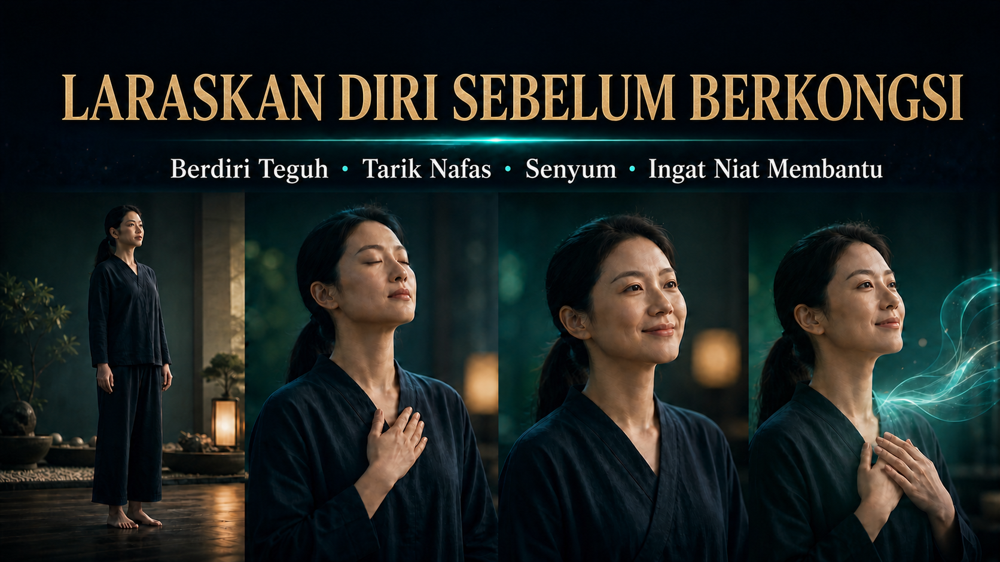 LARASKAN DIRI SEBELUM BERKONGSI
Berdiri Teguh • Tarik Nafas • Senyum • Ingat Niat Membantu